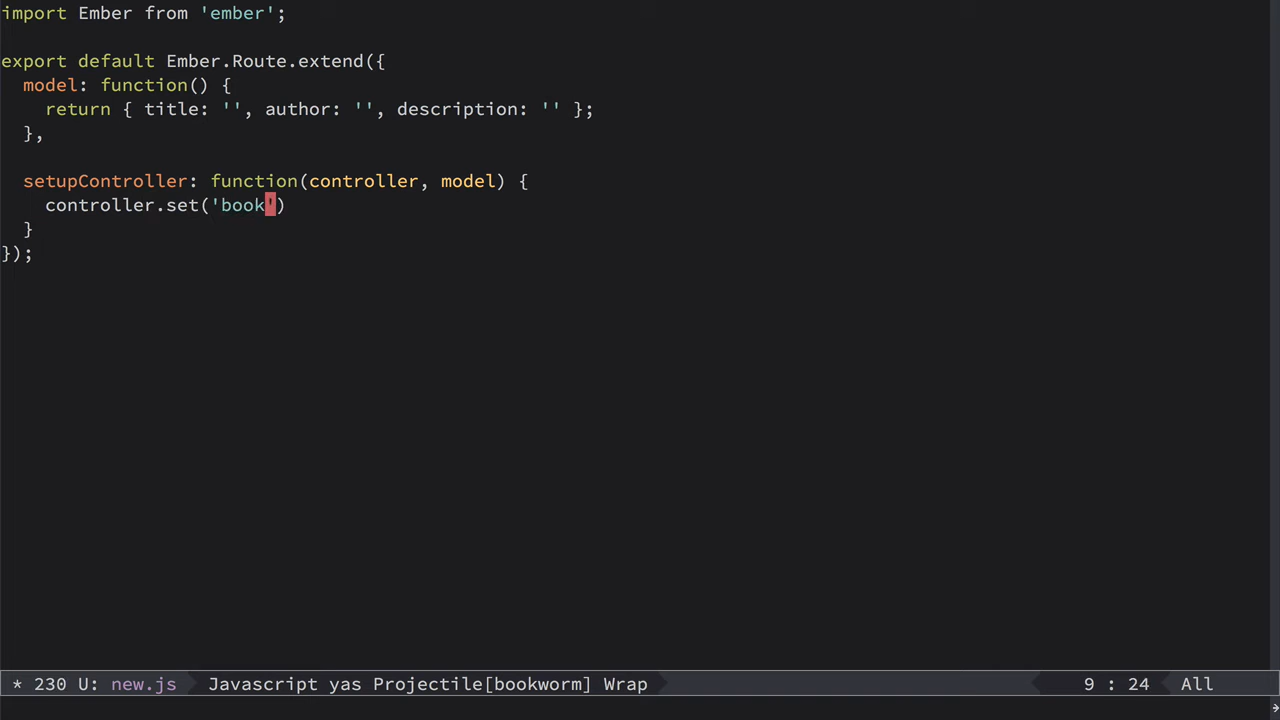 import Ember from 'ember';

export default Ember.Route.extend({
  model: function() {
    return { title: '', author: '', description: '' };
  },

  setupController: function(controller, model) {
    controller.set('book')
  }
});
* 230 U: new.js Javascript yas Projectile[bookworm] Wrap 9 : 24 All